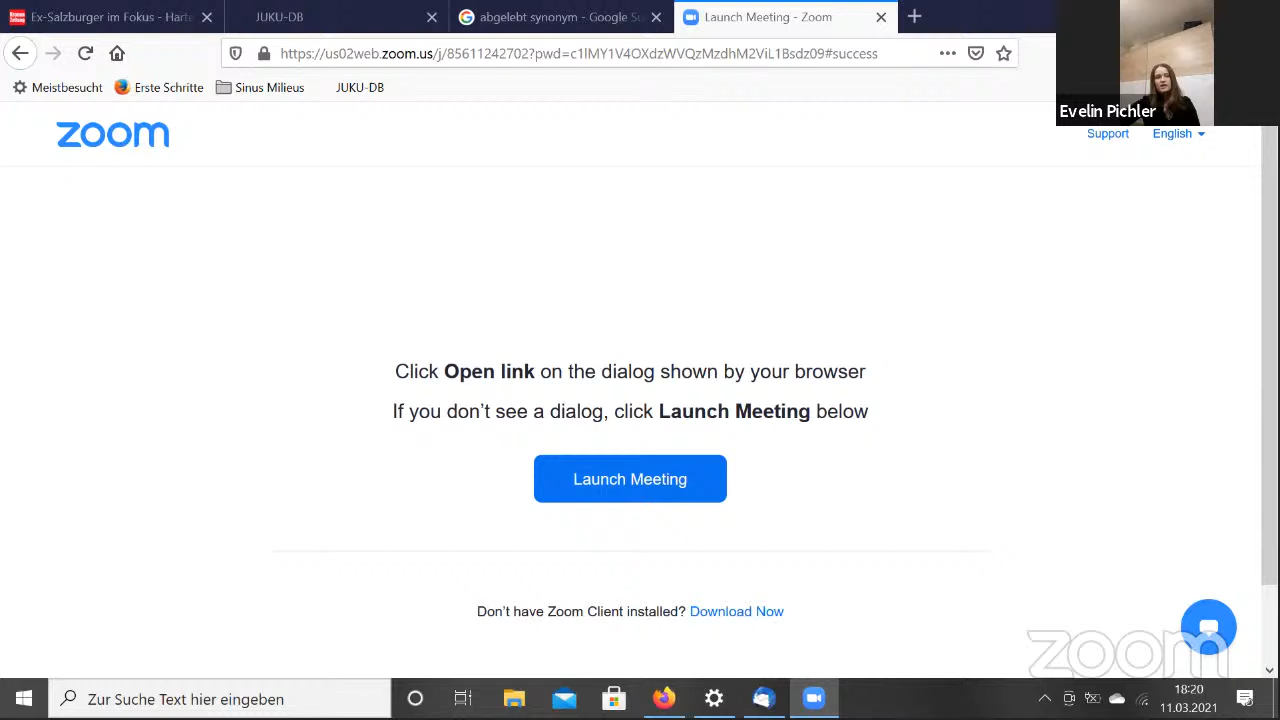 Ex-Salzburger im Fokus - Harte
JUKU-DB
abgelebt synonym - Google Su
Launch Meeting - Zoom
https://us02web.zoom.us/j/85611242702?pwd=c1lMY1V4OXdzWVQzMzdhM2ViL1Bsdz09#success
Meistbesucht
Erste Schritte
Sinus Milieus
JUKU-DB
Evelin Pichler
zoom
Support
English
Click Open link on the dialog shown by your browser
If you don't see a dialog, click Launch Meeting below
Launch Meeting
Don't have Zoom Client installed? Download Now
zoom
Zur Suche Text hier eingeben
18:20
11.03.2021